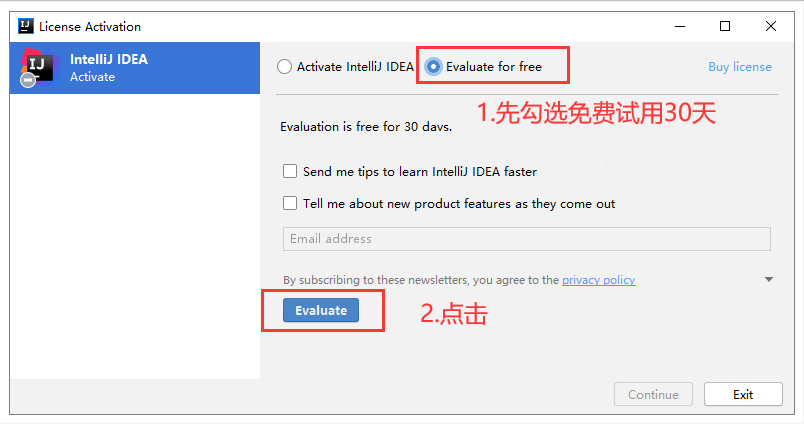 License Activation
IntelliJ IDEA
Activate
Activate IntelliJ IDEA
Evaluate for free
Buy license
1.先勾选免费试用30天
Evaluation is free for 30 days.
Send me tips to learn IntelliJ IDEA faster
Tell me about new product features as they come out
Email address
By subscribing to these newsletters, you agree to the privacy policy
Evaluate
2.点击
Continue
Exit